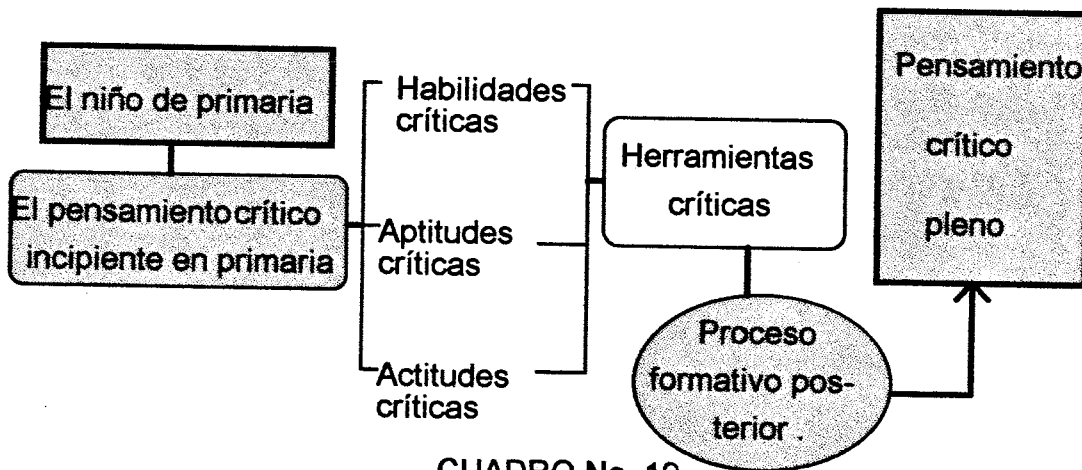 El niño de primaria
El pensamiento crítico
incipiente en primaria
Habilidades
críticas
Aptitudes
críticas
Actitudes
críticas
Herramientas
críticas
Proceso
formativo pos-
terior .
Pensamiento
crítico
pleno
CUADRO No.